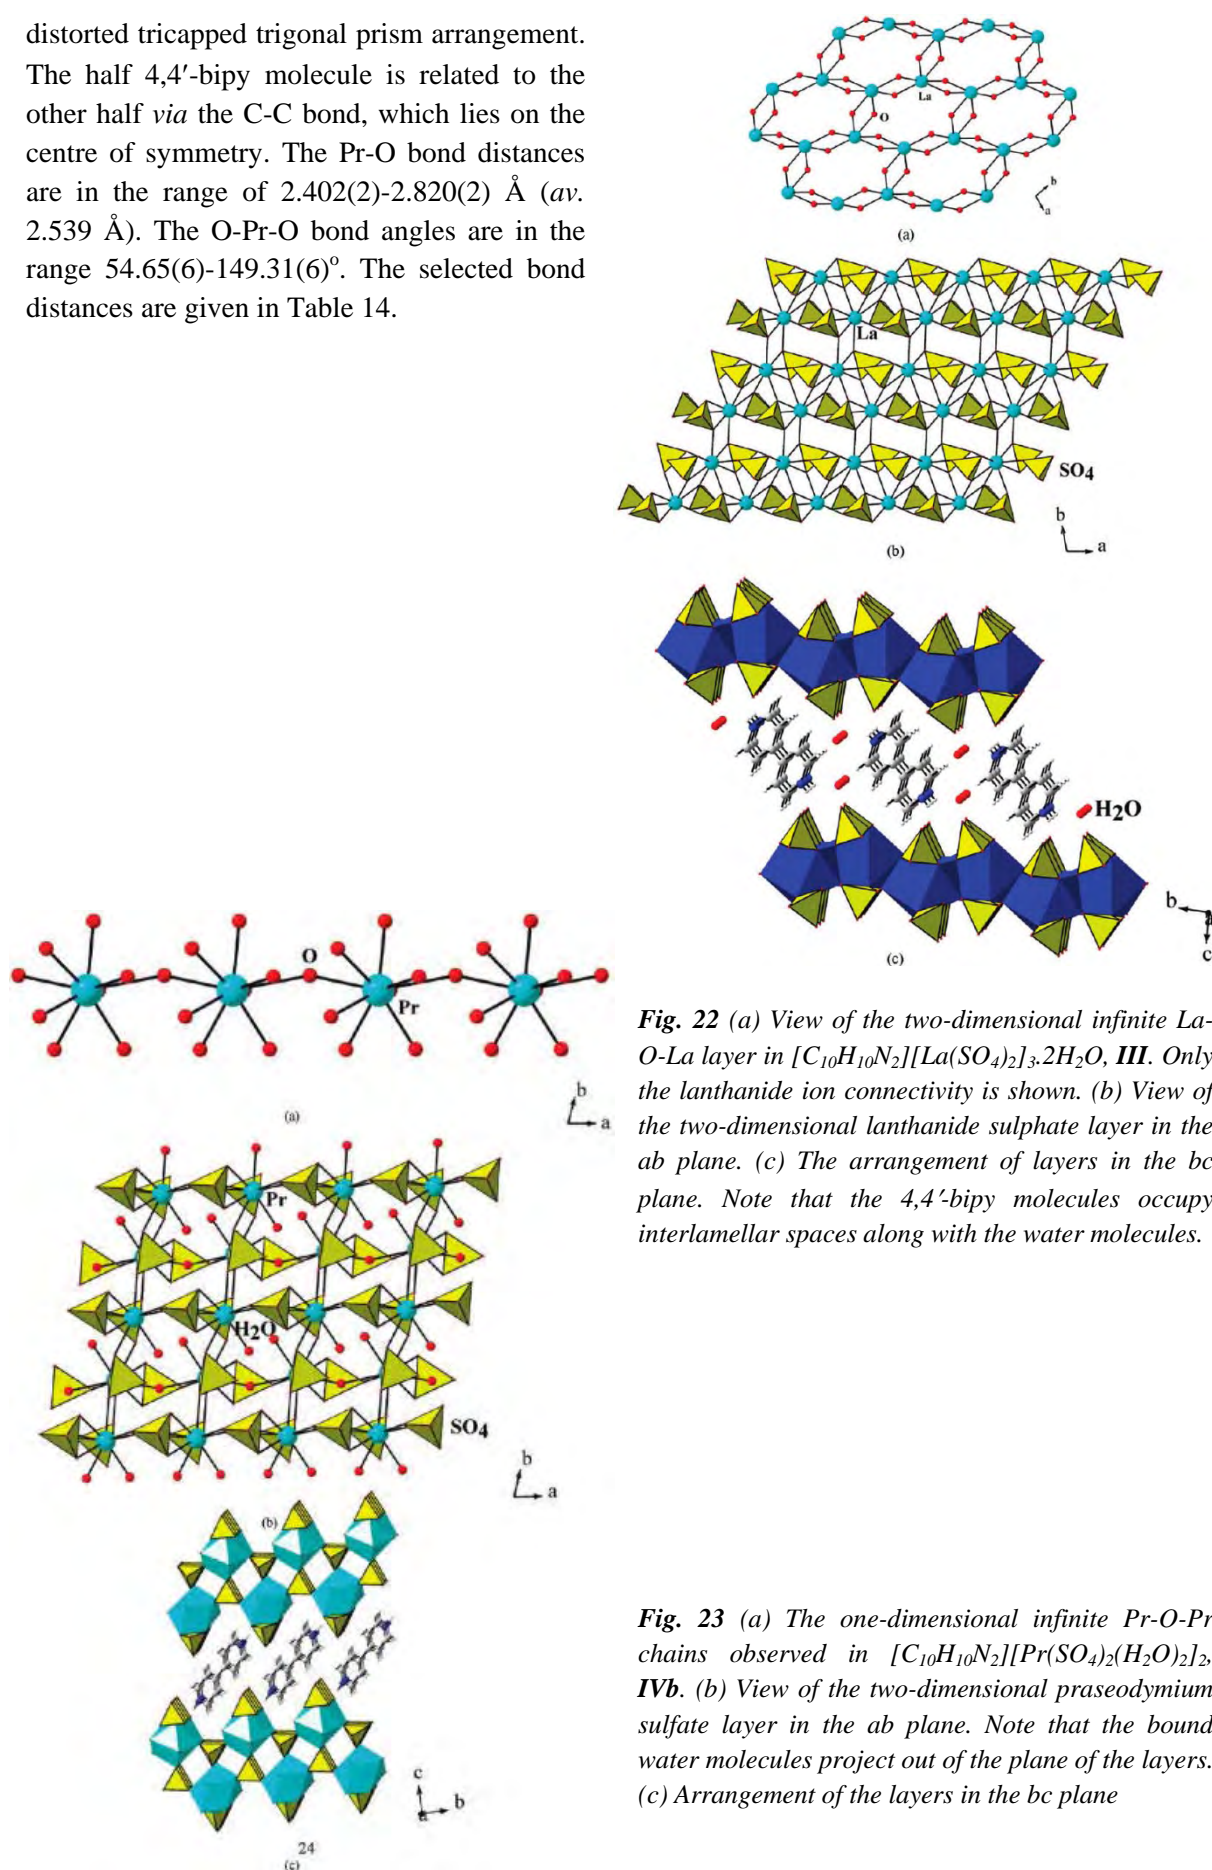 distorted tricapped trigonal prism arrangement.
The half 4,4′-bipy molecule is related to the
other half via the C-C bond, which lies on the
centre of symmetry. The Pr-O bond distances
are in the range of 2.402(2)-2.820(2) Å (av.
2.539 Å). The O-Pr-O bond angles are in the
range 54.65(6)-149.31(6)º. The selected bond
distances are given in Table 14.
La
O
b
a
(a)
La
SO4
b
a
(b)
H2O
b
a
c
(c)
Fig. 22 (a) View of the two-dimensional infinite La-
O-La layer in [C10H10N2][La(SO4)2]3.2H2O, III. Only
the lanthanide ion connectivity is shown. (b) View of
the two-dimensional lanthanide sulphate layer in the
ab plane. (c) The arrangement of layers in the bc
plane. Note that the 4,4′-bipy molecules occupy
interlamellar spaces along with the water molecules.
O
Pr
b
a
(a)
Pr
H2O
SO4
b
a
(b)
c
b
a
(c)
Fig. 23 (a) The one-dimensional infinite Pr-O-Pr
chains observed in [C10H10N2][Pr(SO4)2(H2O)2]2,
IVb. (b) View of the two-dimensional praseodymium
sulfate layer in the ab plane. Note that the bound
water molecules project out of the plane of the layers.
(c) Arrangement of the layers in the bc plane
24